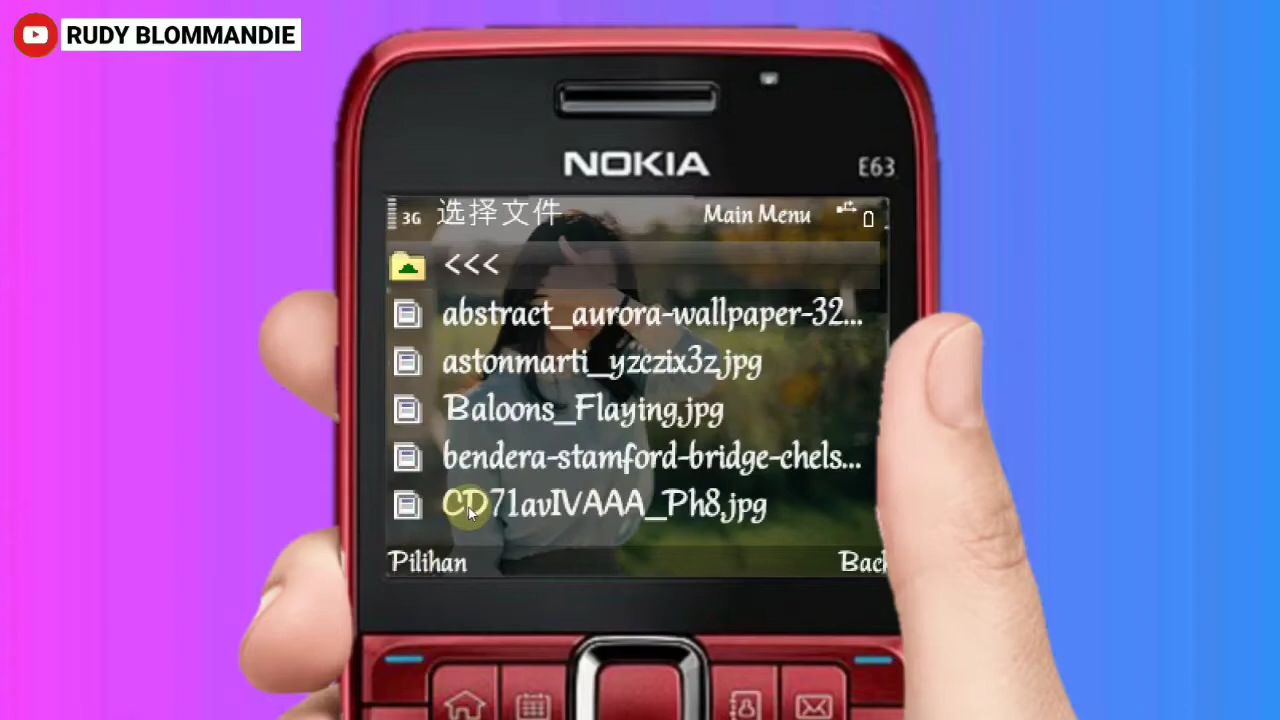 RUDY BLOMMANDIE
NOKIA
E63
3G 选择文件 Main Menu
<<<
abstract_aurora-wallpaper-32...
astonmarti_yzczix3z.jpg
Baloons_Flaying.jpg
bendera-stamford-bridge-chels...
CD71avIVAAA_Ph8.jpg
Pilihan Back